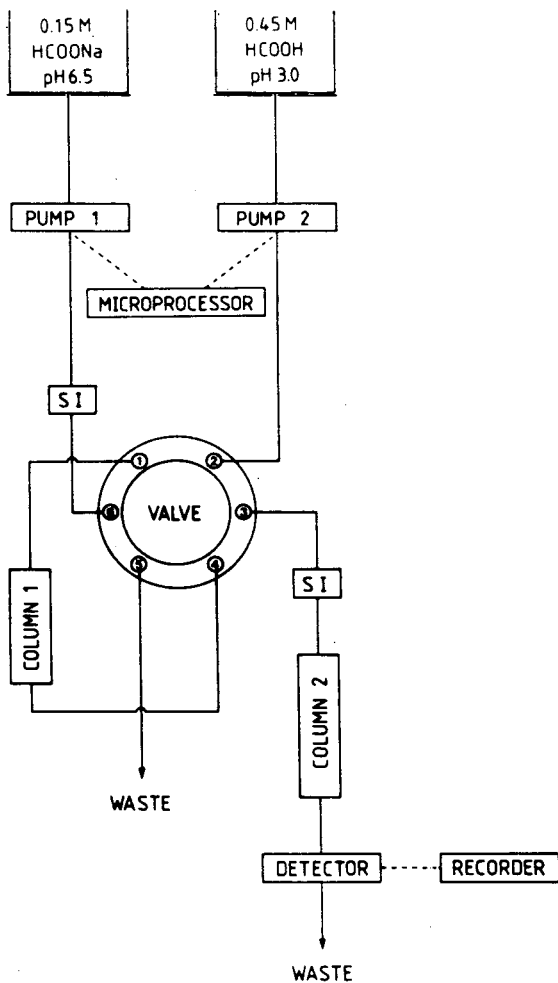 0.15 M
HCOONa
pH 6.5
0.45 M
HCOOH
pH 3.0
PUMP 1
PUMP 2
MICROPROCESSOR
SI
1
2
6
VALVE
3
5
4
SI
COLUMN 1
COLUMN 2
WASTE
DETECTOR
RECORDER
WASTE